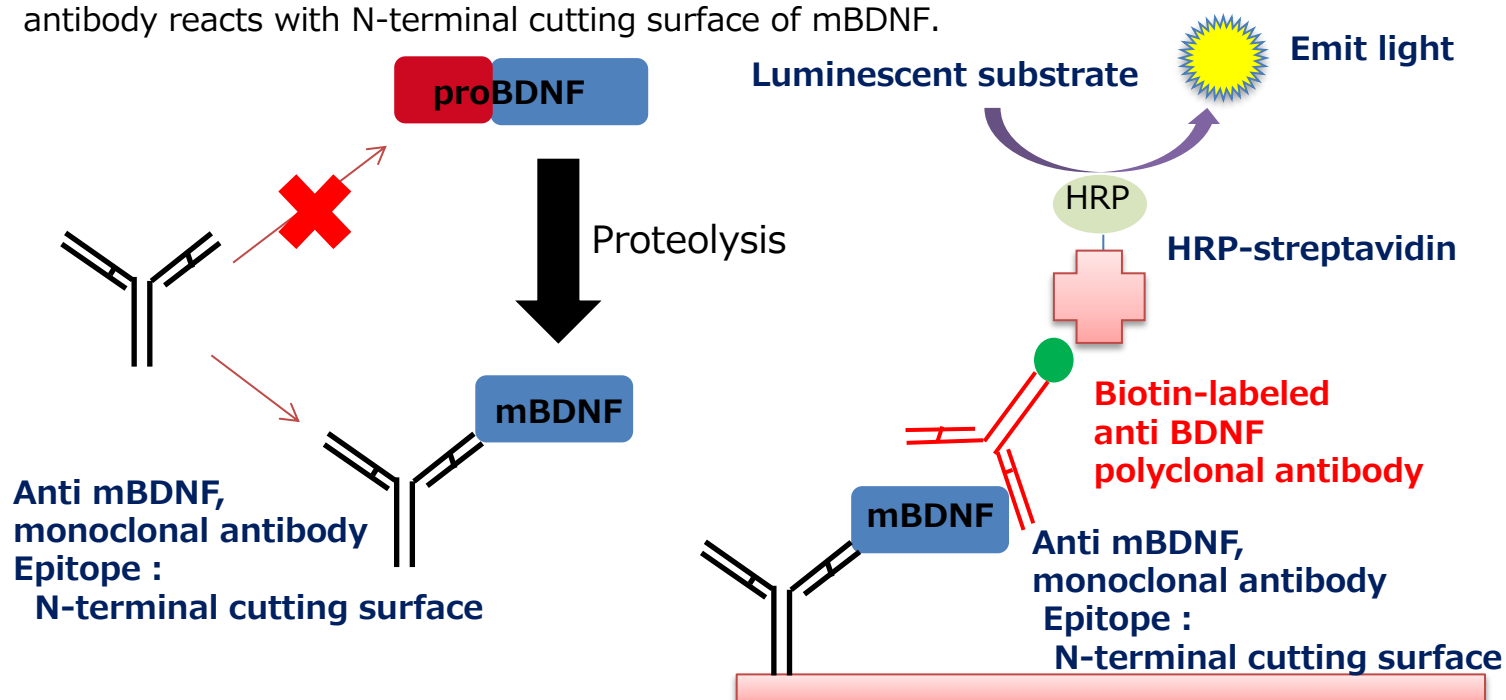 antibody reacts with N-terminal cutting surface of mBDNF.
proBDNF
Proteolysis
mBDNF
Anti mBDNF,
monoclonal antibody
Epitope :
N-terminal cutting surface
Luminescent substrate
Emit light
HRP
HRP-streptavidin
Biotin-labeled
anti BDNF
polyclonal antibody
mBDNF
Anti mBDNF,
monoclonal antibody
Epitope :
N-terminal cutting surface